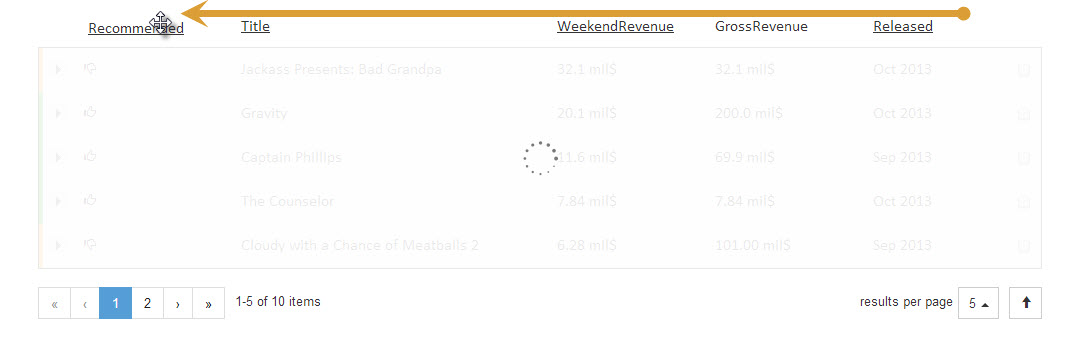 Recommended Title WeekendRevenue GrossRevenue Released
Jackass Presents: Bad Grandpa 32.1 mil$ 32.1 mil$ Oct 2013
Gravity 20.1 mil$ 200.0 mil$ Oct 2013
Captain Phillips 11.6 mil$ 69.9 mil$ Sep 2013
The Counselor 7.84 mil$ 7.84 mil$ Oct 2013
Cloudy with a Chance of Meatballs 2 6.28 mil$ 101.00 mil$ Sep 2013
« ‹ 1 2 › » 1-5 of 10 items results per page 5